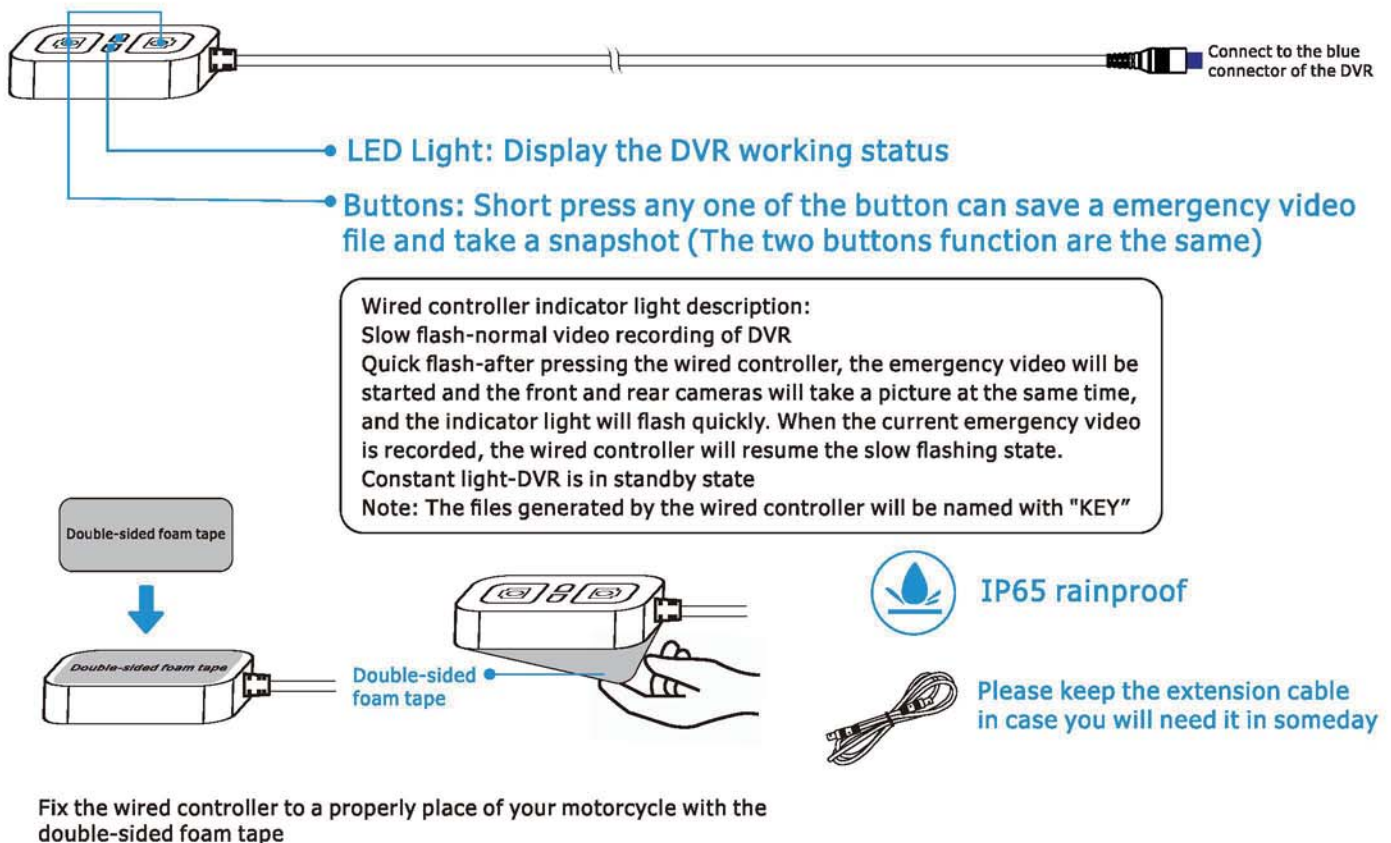 Connect to the blue
connector of the DVR
LED Light: Display the DVR working status
Buttons: Short press any one of the button can save a emergency video
file and take a snapshot (The two buttons function are the same)
Wired controller indicator light description:
Slow flash-normal video recording of DVR
Quick flash-after pressing the wired controller, the emergency video will be
started and the front and rear cameras will take a picture at the same time,
and the indicator light will flash quickly. When the current emergency video
is recorded, the wired controller will resume the slow flashing state.
Constant light-DVR is in standby state
Note: The files generated by the wired controller will be named with "KEY”
Double-sided foam tape
Double-sided foam tape
Double-sided
foam tape
IP65 rainproof
Please keep the extension cable
in case you will need it in someday
Fix the wired controller to a properly place of your motorcycle with the
double-sided foam tape